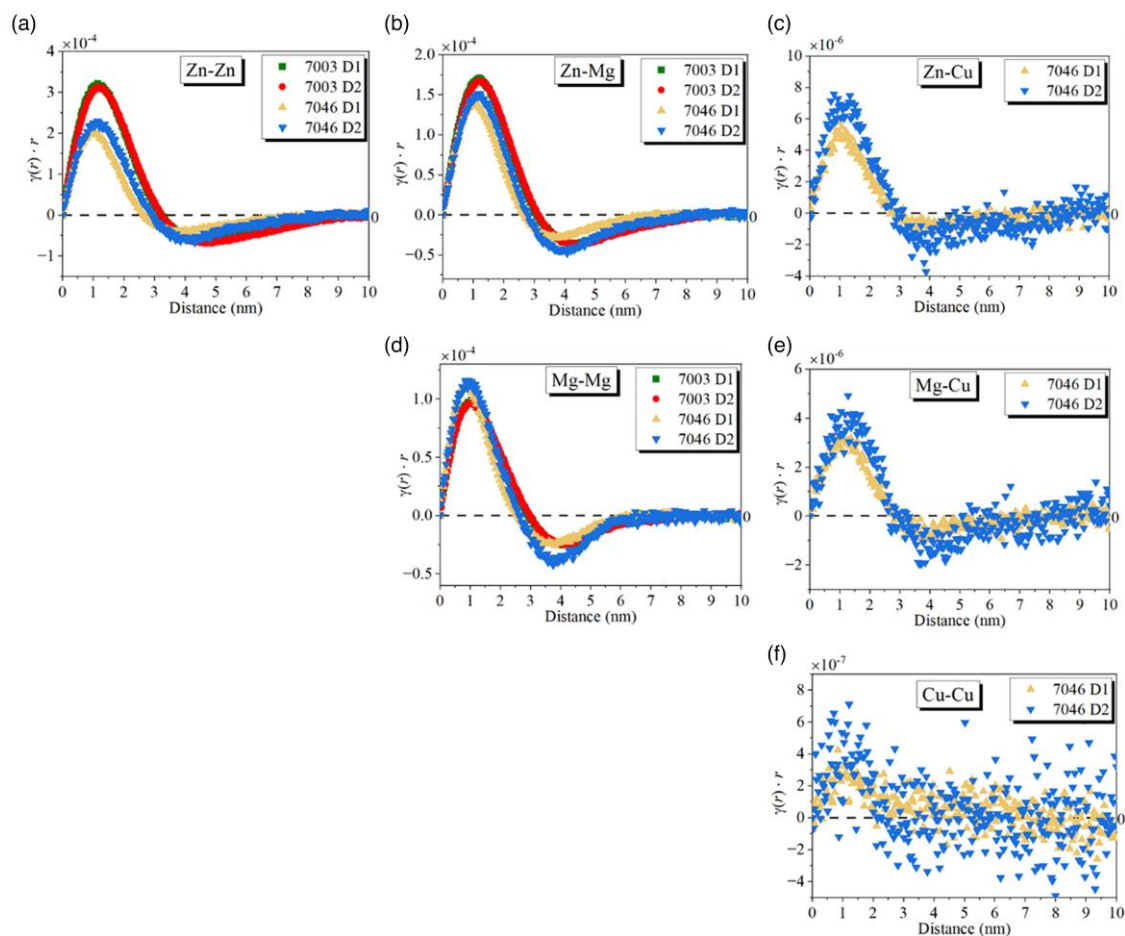 (a)
×10⁻⁴
Zn-Zn
7003 D1
7003 D2
7046 D1
7046 D2
γ(r) · r
4
3
2
1
0
−1
0
0 1 2 3 4 5 6 7 8 9 10
Distance (nm)
(b)
×10⁻⁴
Zn-Mg
7003 D1
7003 D2
7046 D1
7046 D2
γ(r) · r
2.0
1.5
1.0
0.5
0.0
−0.5
0
0 1 2 3 4 5 6 7 8 9 10
Distance (nm)
(c)
×10⁻⁶
Zn-Cu
7046 D1
7046 D2
γ(r) · r
10
8
6
4
2
0
−2
−4
0
0 1 2 3 4 5 6 7 8 9 10
Distance (nm)
(d)
×10⁻⁴
Mg-Mg
7003 D1
7003 D2
7046 D1
7046 D2
γ(r) · r
1.0
0.5
0.0
−0.5
0
0 1 2 3 4 5 6 7 8 9 10
Distance (nm)
(e)
×10⁻⁶
Mg-Cu
7046 D1
7046 D2
γ(r) · r
6
4
2
0
−2
0
0 1 2 3 4 5 6 7 8 9 10
Distance (nm)
(f)
×10⁻⁷
Cu-Cu
7046 D1
7046 D2
γ(r) · r
8
6
4
2
0
−2
−4
0
0 1 2 3 4 5 6 7 8 9 10
Distance (nm)